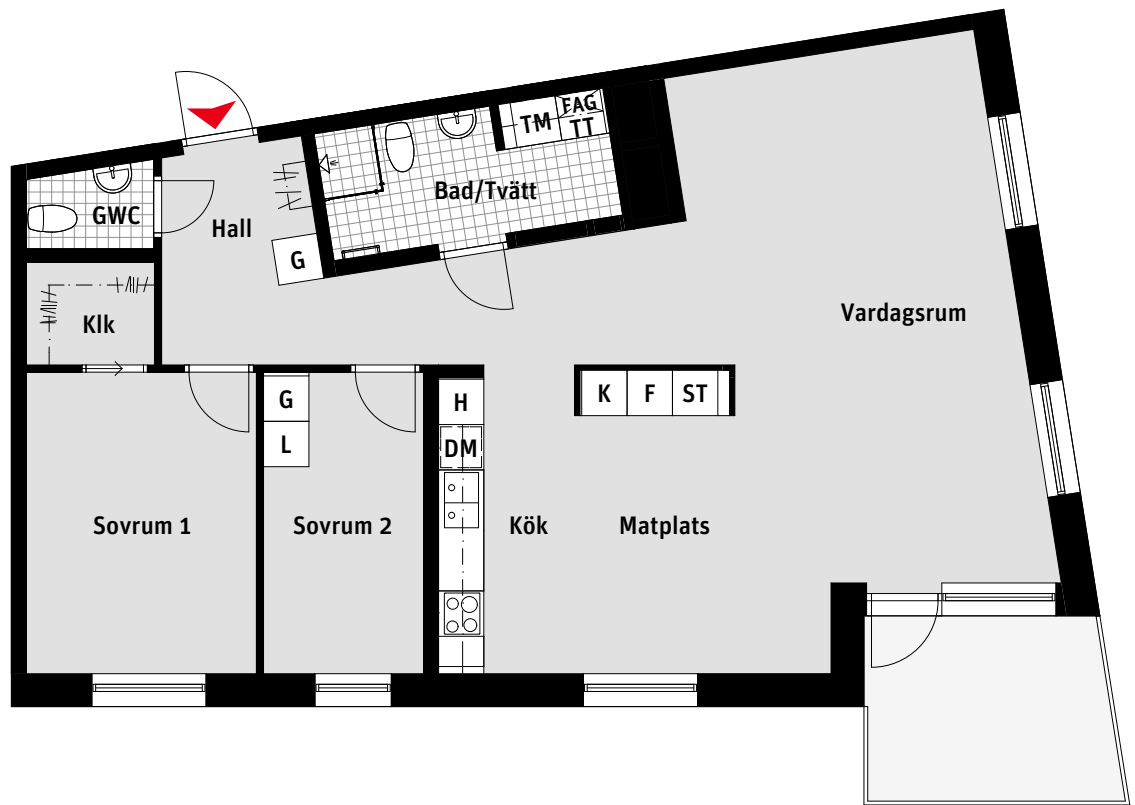 FAG
TM
TT
Bad/Tvätt
GWC
Hall
G
Klk
Vardagsrum
G
H
K
F
ST
L
DM
Sovrum 1
Sovrum 2
Kök
Matplats